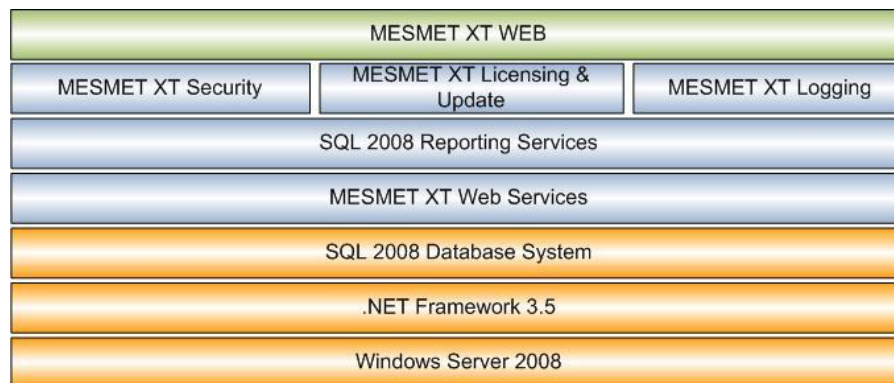 MESMET XT WEB
MESMET XT Security
MESMET XT Licensing &
Update
MESMET XT Logging
SQL 2008 Reporting Services
MESMET XT Web Services
SQL 2008 Database System
.NET Framework 3.5
Windows Server 2008